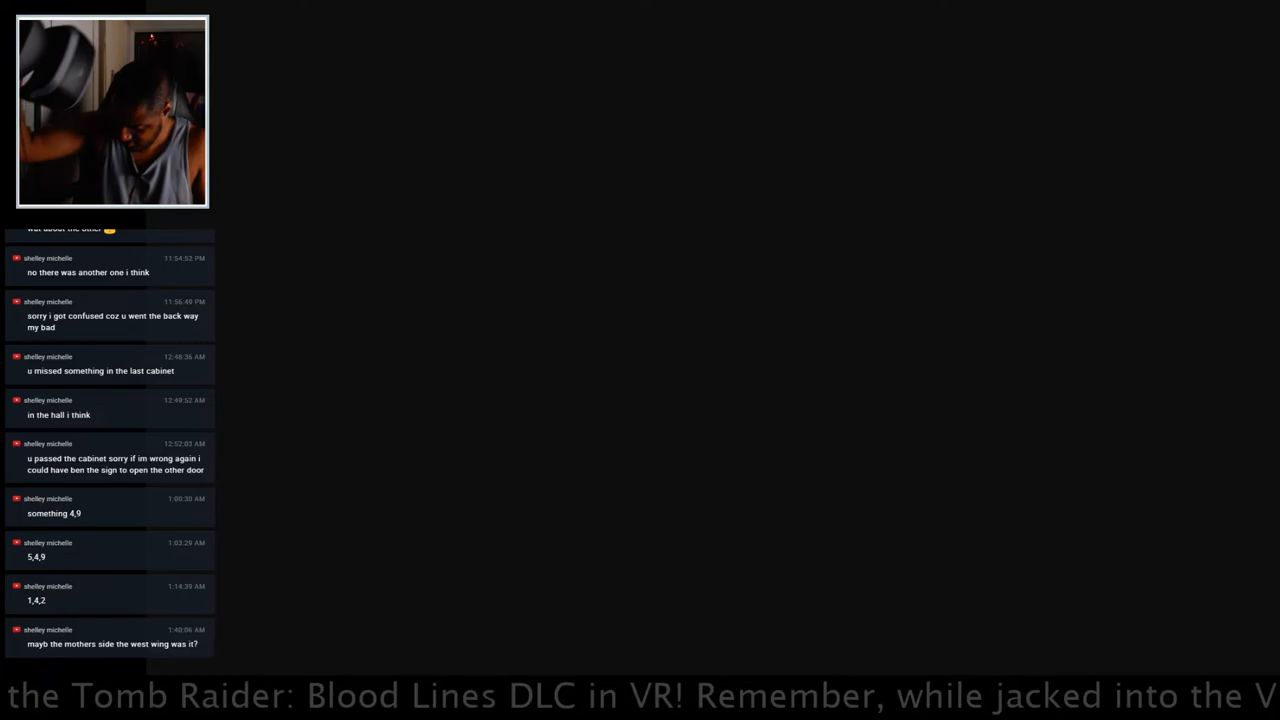 wat about the other
shelley michelle 11:54:52 PM
no there was another one i think
shelley michelle 11:56:49 PM
sorry i got confused coz u went the back way
my bad
shelley michelle 12:48:36 AM
u missed something in the last cabinet
shelley michelle 12:49:52 AM
in the hall i think
shelley michelle 12:52:03 AM
u passed the cabinet sorry if im wrong again i
could have ben the sign to open the other door
shelley michelle 1:00:30 AM
something 4,9
shelley michelle 1:03:29 AM
5,4,9
shelley michelle 1:14:39 AM
1,4,2
shelley michelle 1:40:06 AM
mayb the mothers side the west wing was it?
the Tomb Raider: Blood Lines DLC in VR! Remember, while jacked into the V